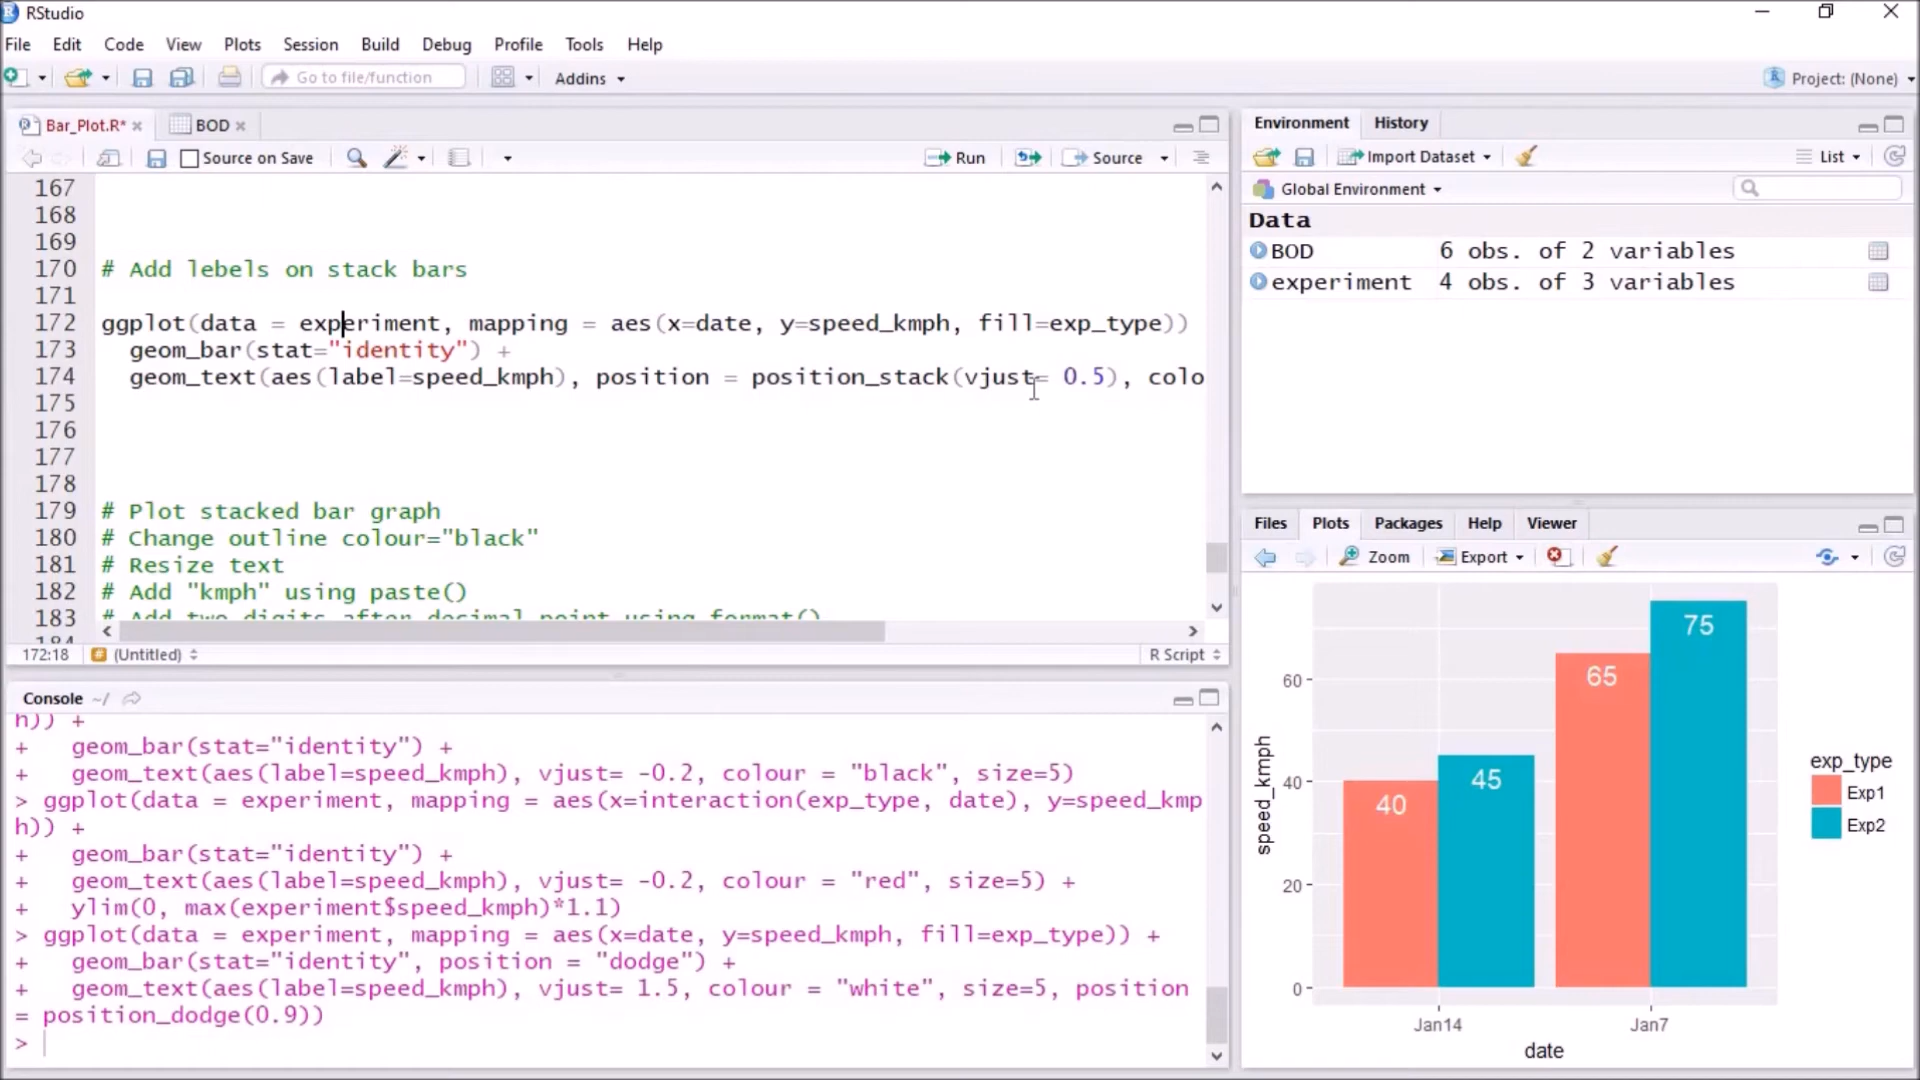 RStudio
File Edit Code View Plots Session Build Debug Profile Tools Help
Go to file/function Addins Project: (None)
Bar_Plot.R* BOD
Source on Save Run Source
167
168
169
170 # Add lebels on stack bars
171
172 ggplot(data = experiment, mapping = aes(x=date, y=speed_kmph, fill=exp_type))
173 geom_bar(stat="identity") +
174 geom_text(aes(label=speed_kmph), position = position_stack(vjust= 0.5), colo
175
176
177
178
179 # Plot stacked bar graph
180 # Change outline colour="black"
181 # Resize text
182 # Add "kmph" using paste()
183 # Add two digits after decimal point using format()
184
172:18 (Untitled) R Script
Console ~/
h)) +
+ geom_bar(stat="identity") +
+ geom_text(aes(label=speed_kmph), vjust= -0.2, colour = "black", size=5)
> ggplot(data = experiment, mapping = aes(x=interaction(exp_type, date), y=speed_kmp
h)) +
+ geom_bar(stat="identity") +
+ geom_text(aes(label=speed_kmph), vjust= -0.2, colour = "red", size=5) +
+ ylim(0, max(experiment$speed_kmph)*1.1)
> ggplot(data = experiment, mapping = aes(x=date, y=speed_kmph, fill=exp_type)) +
+ geom_bar(stat="identity", position = "dodge") +
+ geom_text(aes(label=speed_kmph), vjust= 1.5, colour = "white", size=5, position
= position_dodge(0.9))
>
Environment History
Import Dataset List
Global Environment
Data
BOD 6 obs. of 2 variables
experiment 4 obs. of 3 variables
Files Plots Packages Help Viewer
Zoom Export
75
65
60
45
40
40
20
0
speed_kmph
exp_type
Exp1
Exp2
Jan14 Jan7
date